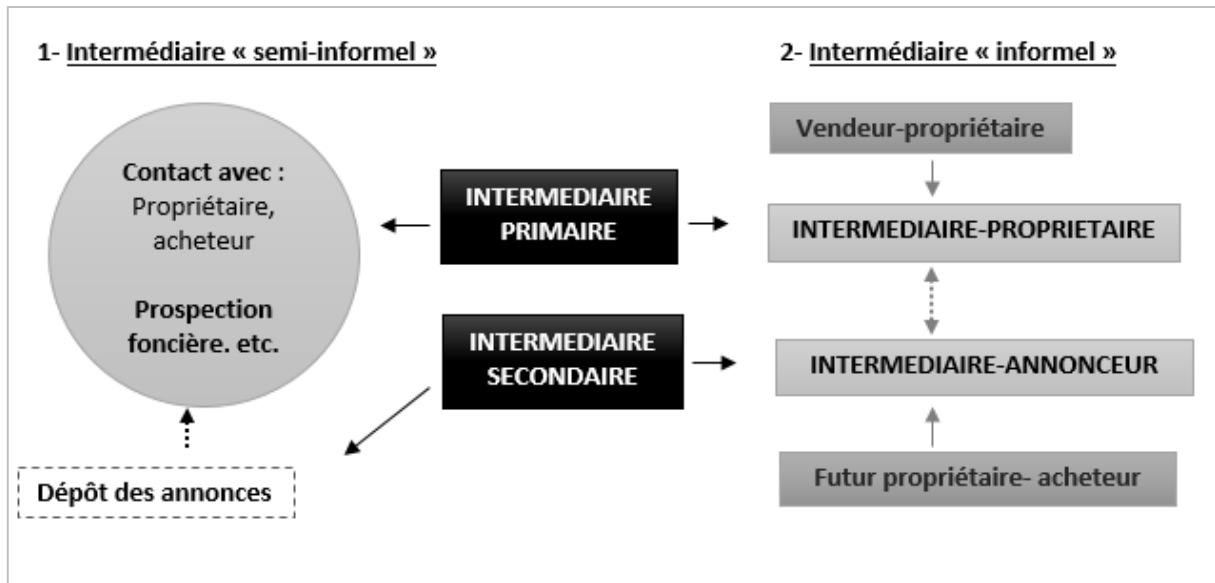 1- Intermédiaire « semi-informel »
Contact avec :
Propriétaire,
acheteur
Prospection
foncière. etc.
Dépôt des annonces
INTERMEDIAIRE
PRIMAIRE
INTERMEDIAIRE
SECONDAIRE
2- Intermédiaire « informel »
Vendeur-propriétaire
INTERMEDIAIRE-PROPRIETAIRE
INTERMEDIAIRE-ANNONCEUR
Futur propriétaire- acheteur